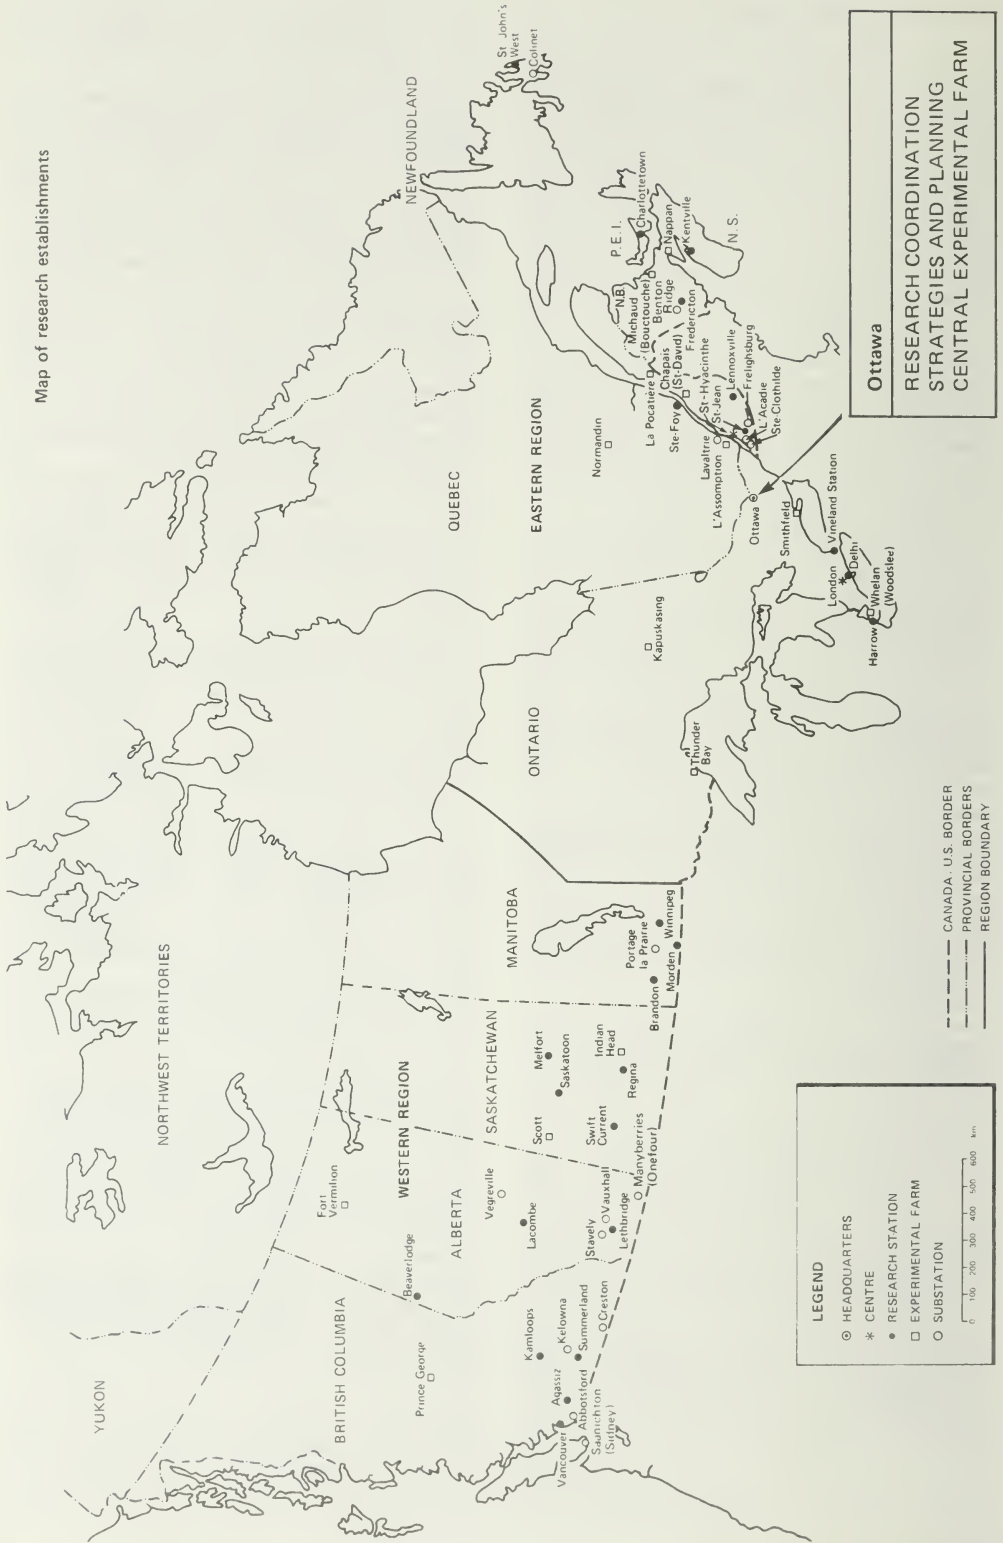 Map of research establishments
YUKON
NORTHWEST TERRITORIES
BRITISH COLUMBIA
Prince George
Kamloops
Agassiz
Vancouver
Kelowna
Summerland
Abbotsford
Saanichton
(Sidney)
Creston
WESTERN REGION
ALBERTA
Fort
Vermilion
Beaverlodge
Vegreville
Lacombe
Stavely
Vauxhall
Lethbridge
Manyberries
(Onefour)
SASKATCHEWAN
Melfort
Saskatoon
Scott
Swift
Current
Indian
Head
Regina
MANITOBA
Portage
la Prairie
Brandon
Morden
Winnipeg
ONTARIO
Thunder
Bay
Kapuskasing
Ottawa
Smithfield
Vineland Station
London
Delhi
Whelan
(Woodslee)
Harrow
QUEBEC
EASTERN REGION
Normandin
La Pocatière
Chapais
(St-David)
Ste-Foy
St-Hyacinthe
St-Jean
Lavaltrie
L'Assomption
Lennoxville
Frelighsburg
L'Acadie
Ste-Clothilde
NEWFOUNDLAND
St John's
West
Colinet
P.E.I.
Charlottetown
N.B.
Michaud
(Bouctouche)
Benton
Ridge
Fredericton
Nappan
Kentville
N.S.
Ottawa
RESEARCH COORDINATION
STRATEGIES AND PLANNING
CENTRAL EXPERIMENTAL FARM
LEGEND
HEADQUARTERS
CENTRE
RESEARCH STATION
EXPERIMENTAL FARM
SUBSTATION
0 100 200 300 400 500 600 km
CANADA. U.S. BORDER
PROVINCIAL BORDERS
REGION BOUNDARY